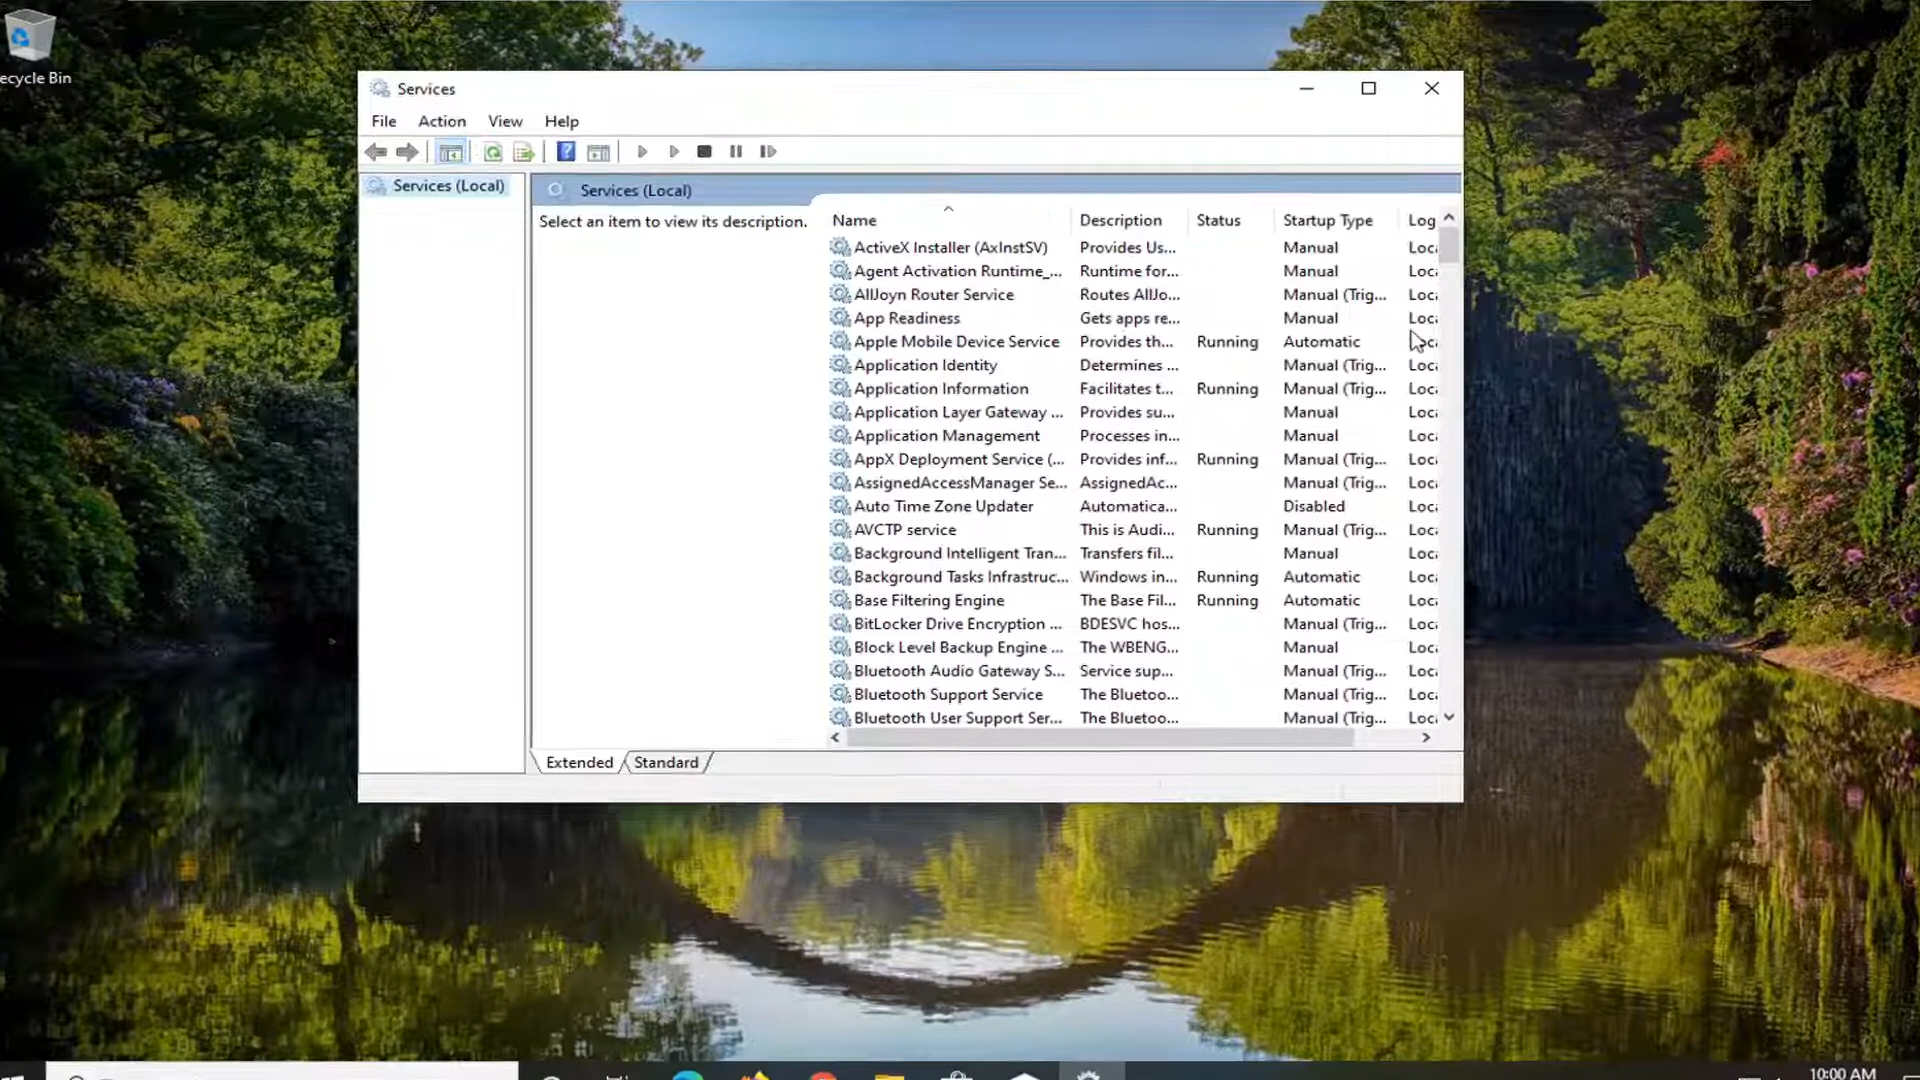 ecycle Bin
Services
File Action View Help
Services (Local)
Services (Local)
Select an item to view its description.
Name Description Status Startup Type Log
ActiveX Installer (AxInstSV) Provides Us... Manual Loc
Agent Activation Runtime_... Runtime for... Manual Loc
AllJoyn Router Service Routes AllJo... Manual (Trig... Loc
App Readiness Gets apps re... Manual Loc
Apple Mobile Device Service Provides th... Running Automatic
Application Identity Determines ... Manual (Trig... Loc
Application Information Facilitates t... Running Manual (Trig... Loc
Application Layer Gateway ... Provides su... Manual Loc
Application Management Processes in... Manual Loc
AppX Deployment Service (... Provides inf... Running Manual (Trig... Loc
AssignedAccessManager Se... AssignedAc... Manual (Trig... Loc
Auto Time Zone Updater Automatica... Disabled Loc
AVCTP service This is Audi... Running Manual (Trig... Loc
Background Intelligent Tran... Transfers fil... Manual Loc
Background Tasks Infrastruc... Windows in... Running Automatic Loc
Base Filtering Engine The Base Fil... Running Automatic Loc
BitLocker Drive Encryption ... BDESVC hos... Manual (Trig... Loc
Block Level Backup Engine ... The WBENG... Manual Loc
Bluetooth Audio Gateway S... Service sup... Manual (Trig... Loc
Bluetooth Support Service The Bluetoo... Manual (Trig... Loc
Bluetooth User Support Ser... The Bluetoo... Manual (Trig... Loc
Extended Standard
10:00 AM